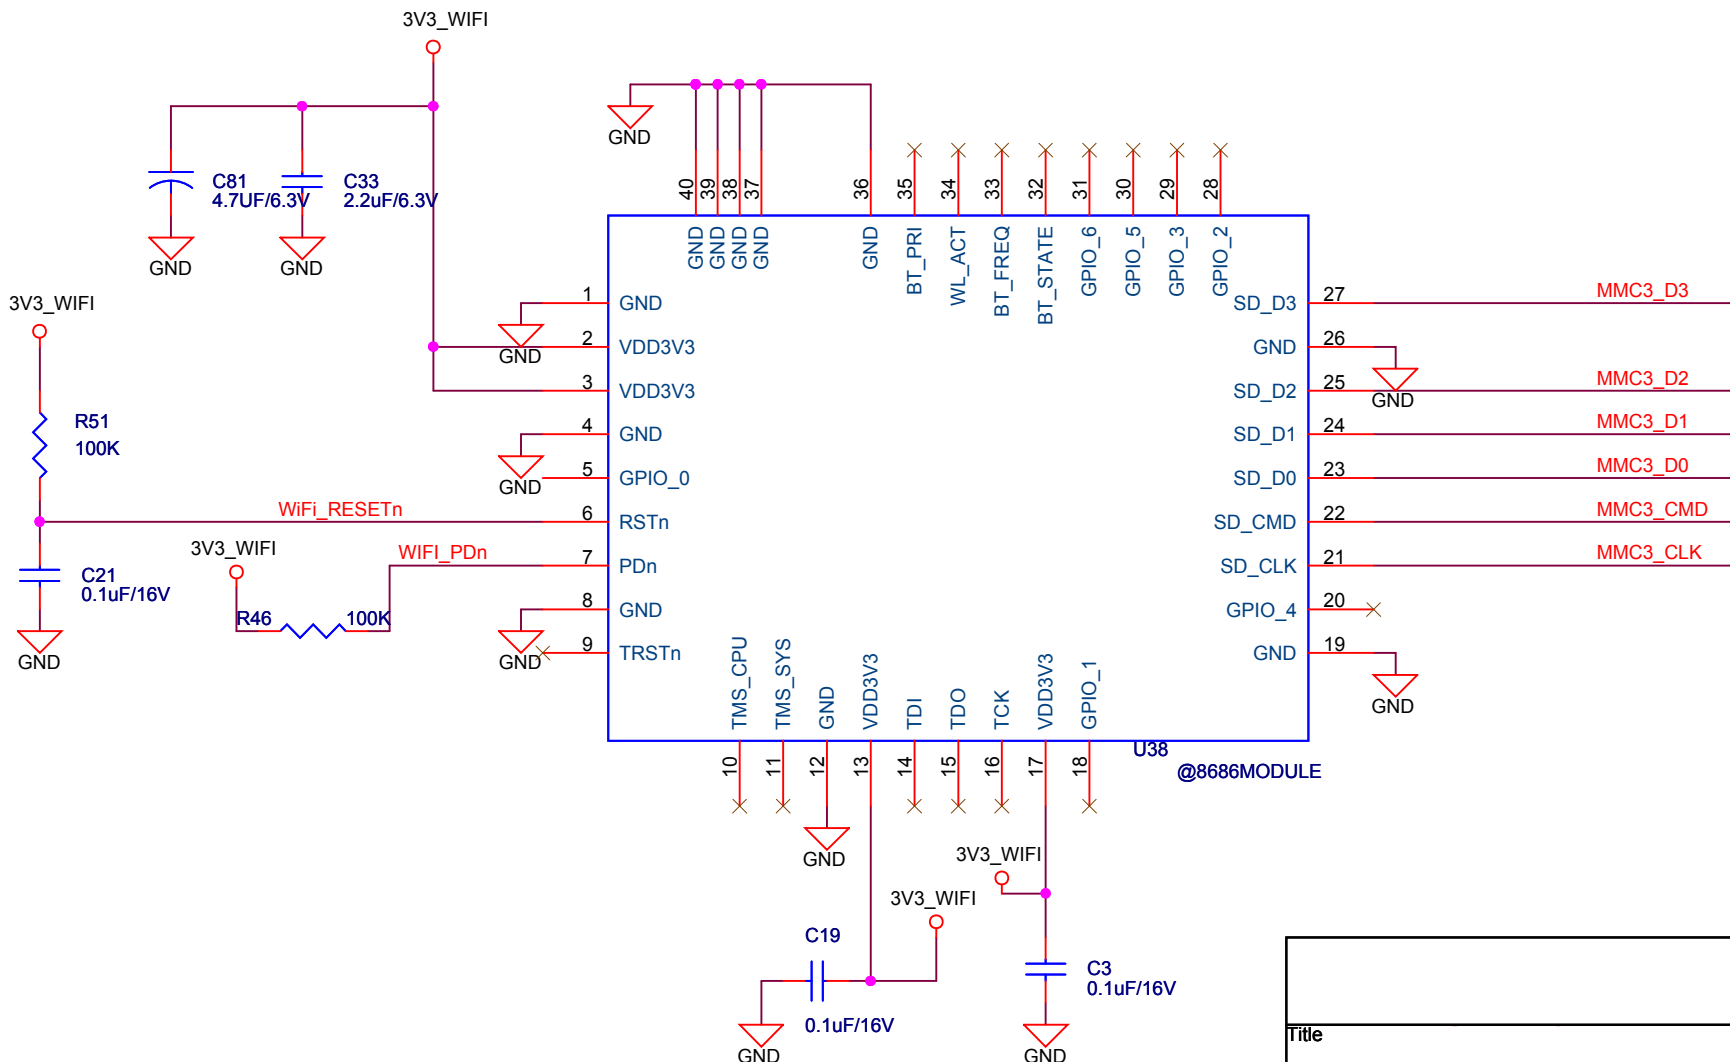 3V3_WIFI
GND
C81
4.7UF/6.3V
C33
2.2uF/6.3V
GND
GND
40
39
38
37
36
35
34
33
32
31
30
29
28
GND
GND
GND
GND
GND
BT_PRI
WL_ACT
BT_FREQ
BT_STATE
GPIO_6
GPIO_5
GPIO_3
GPIO_2
3V3_WIFI
R51
100K
WiFi_RESETn
C21
0.1uF/16V
GND
3V3_WIFI
WIFI_PDn
R46
100K
1
GND
GND
2
VDD3V3
3
VDD3V3
4
GND
GND
5
GPIO_0
6
RSTn
7
PDn
8
GND
GND
9
TRSTn
SD_D3
27
MMC3_D3
GND
26
GND
SD_D2
25
MMC3_D2
SD_D1
24
MMC3_D1
SD_D0
23
MMC3_D0
SD_CMD
22
MMC3_CMD
SD_CLK
21
MMC3_CLK
GPIO_4
20
GND
19
GND
TMS_CPU
TMS_SYS
GND
VDD3V3
TDI
TDO
TCK
VDD3V3
GPIO_1
10
11
12
13
14
15
16
17
18
U38
@8686MODULE
GND
3V3_WIFI
3V3_WIFI
C19
0.1uF/16V
GND
C3
0.1uF/16V
GND
Title